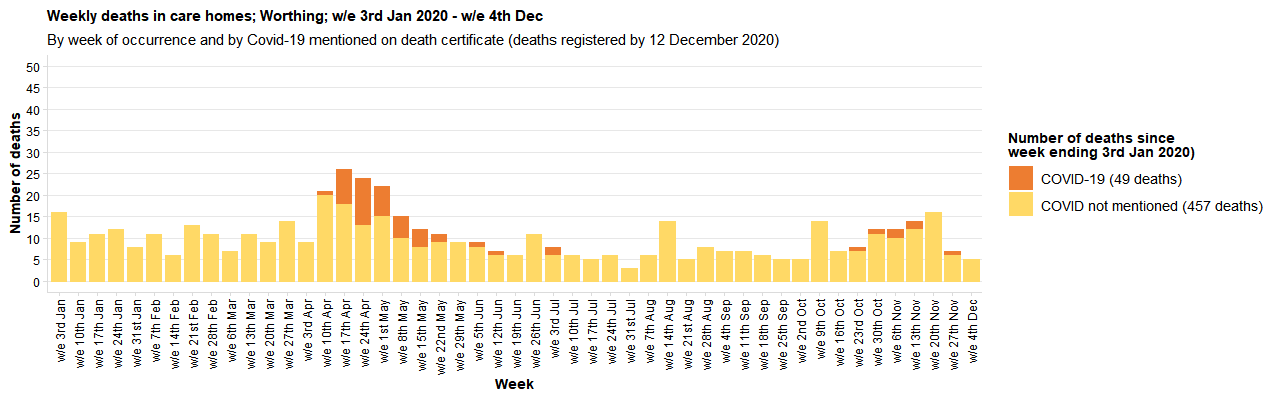 Weekly deaths in care homes; Worthing; w/e 3rd Jan 2020 - w/e 4th Dec
By week of occurrence and by Covid-19 mentioned on death certificate (deaths registered by 12 December 2020)
50
45
40
35
30
25
20
15
10
5
0
Number of deaths
w/e 3rd Jan
w/e 10th Jan
w/e 17th Jan
w/e 24th Jan
w/e 31st Jan
w/e 7th Feb
w/e 14th Feb
w/e 21st Feb
w/e 28th Feb
w/e 6th Mar
w/e 13th Mar
w/e 20th Mar
w/e 27th Mar
w/e 3rd Apr
w/e 10th Apr
w/e 17th Apr
w/e 24th Apr
w/e 1st May
w/e 8th May
w/e 15th May
w/e 22nd May
w/e 29th May
w/e 5th Jun
w/e 12th Jun
w/e 19th Jun
w/e 26th Jun
w/e 3rd Jul
w/e 10th Jul
w/e 17th Jul
w/e 24th Jul
w/e 31st Jul
w/e 7th Aug
w/e 14th Aug
w/e 21st Aug
w/e 28th Aug
w/e 4th Sep
w/e 11th Sep
w/e 18th Sep
w/e 25th Sep
w/e 2nd Oct
w/e 9th Oct
w/e 16th Oct
w/e 23rd Oct
w/e 30th Oct
w/e 6th Nov
w/e 13th Nov
w/e 20th Nov
w/e 27th Nov
w/e 4th Dec
Week
Number of deaths since
week ending 3rd Jan 2020)
COVID-19 (49 deaths)
COVID not mentioned (457 deaths)